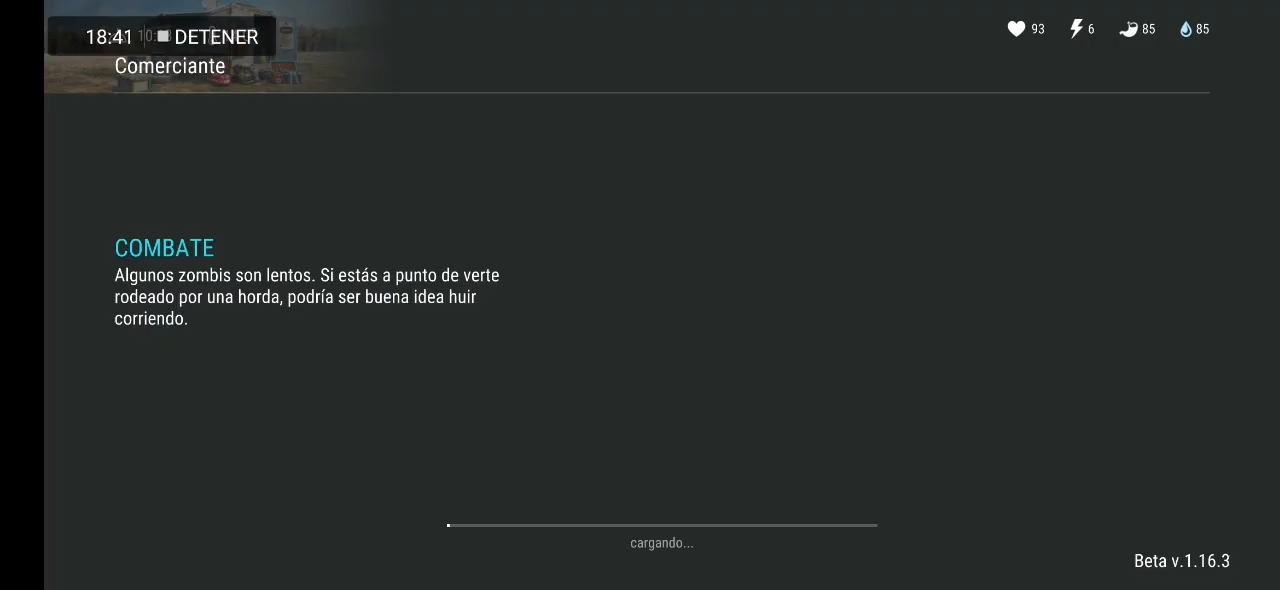 18:41 DETENER
93 6 85 85
Comerciante
COMBATE
Algunos zombis son lentos. Si estás a punto de verte
rodeado por una horda, podría ser buena idea huir
corriendo.
cargando...
Beta v.1.16.3